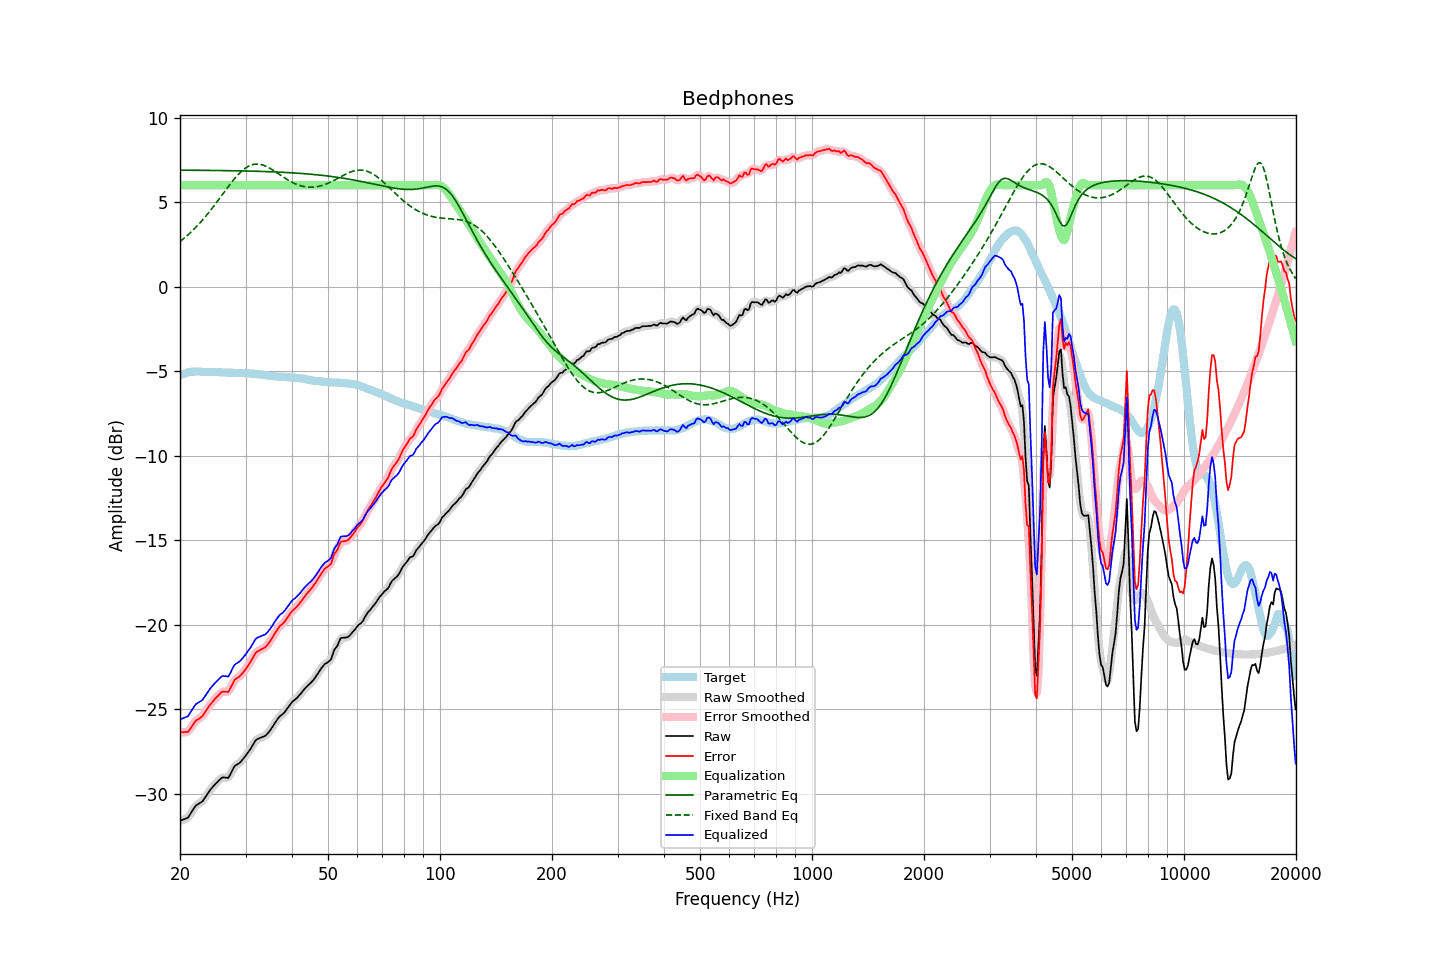 Bedphones
10
5
0
−5
−10
−15
−20
−25
−30
Amplitude (dBr)
20
50
100
200
500
1000
2000
5000
10000
20000
Frequency (Hz)
Target
Raw Smoothed
Error Smoothed
Raw
Error
Equalization
Parametric Eq
Fixed Band Eq
Equalized